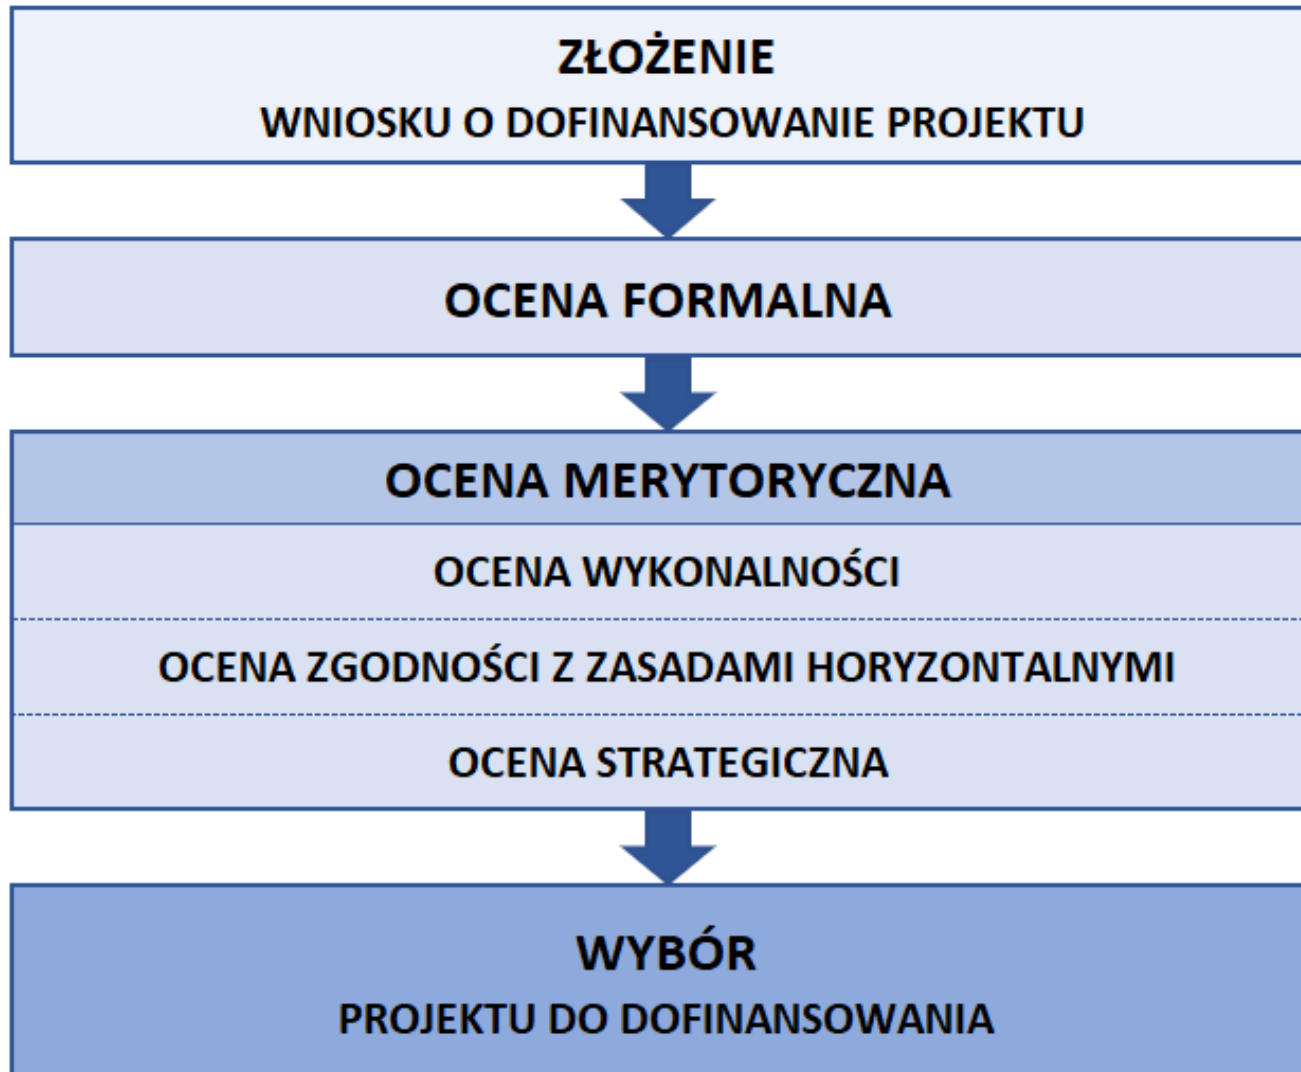 ZŁOŻENIE
WNIOSKU O DOFINANSOWANIE PROJEKTU
OCENA FORMALNA
OCENA MERYTORYCZNA
OCENA WYKONALNOŚCI
OCENA ZGODNOŚCI Z ZASADAMI HORYZONTALNYMI
OCENA STRATEGICZNA
WYBÓR
PROJEKTU DO DOFINANSOWANIA